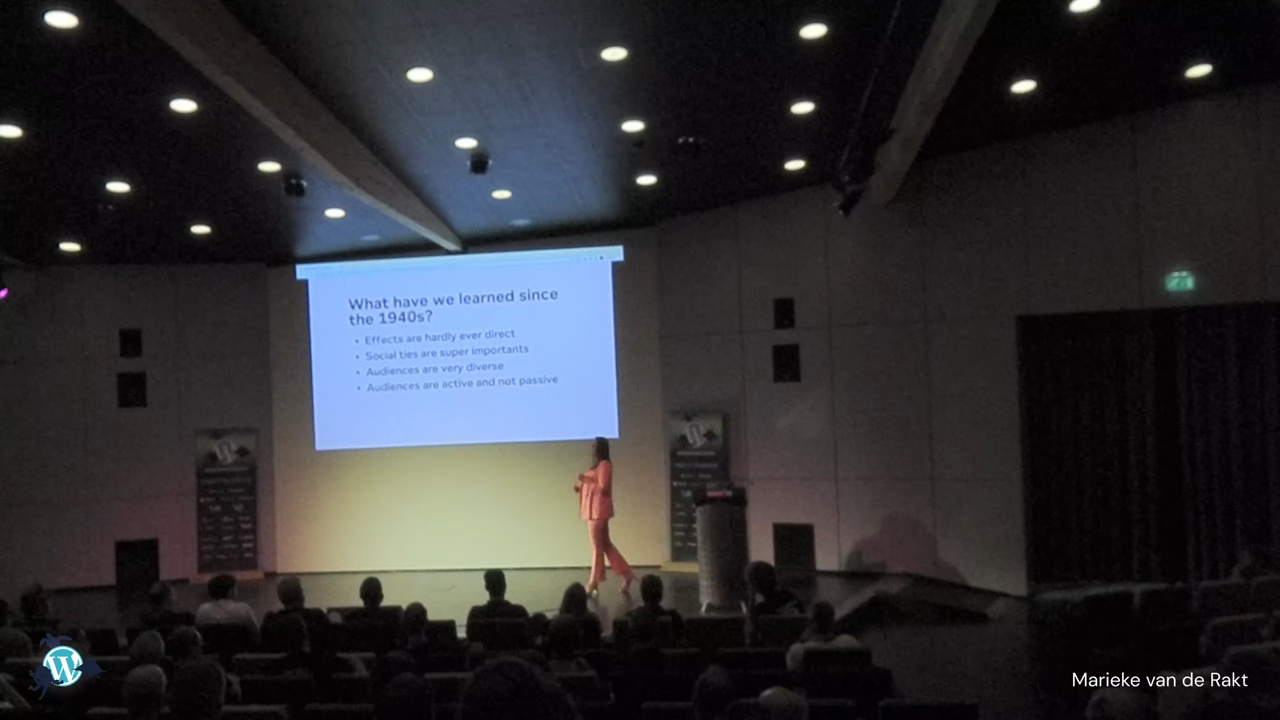 What have we learned since
the 1940s?
• Effects are hardly ever direct
• Social ties are super importants
• Audiences are very diverse
• Audiences are active and not passive
W
Marieke van de Rakt